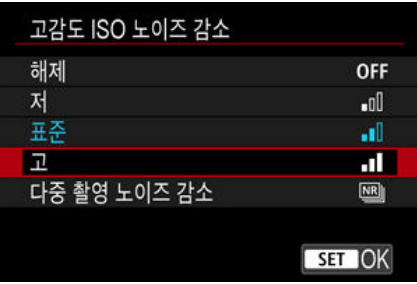 고감도 ISO 노이즈 감소
해제 OFF
저
표준
고
다중 촬영 노이즈 감소 NR
SET OK